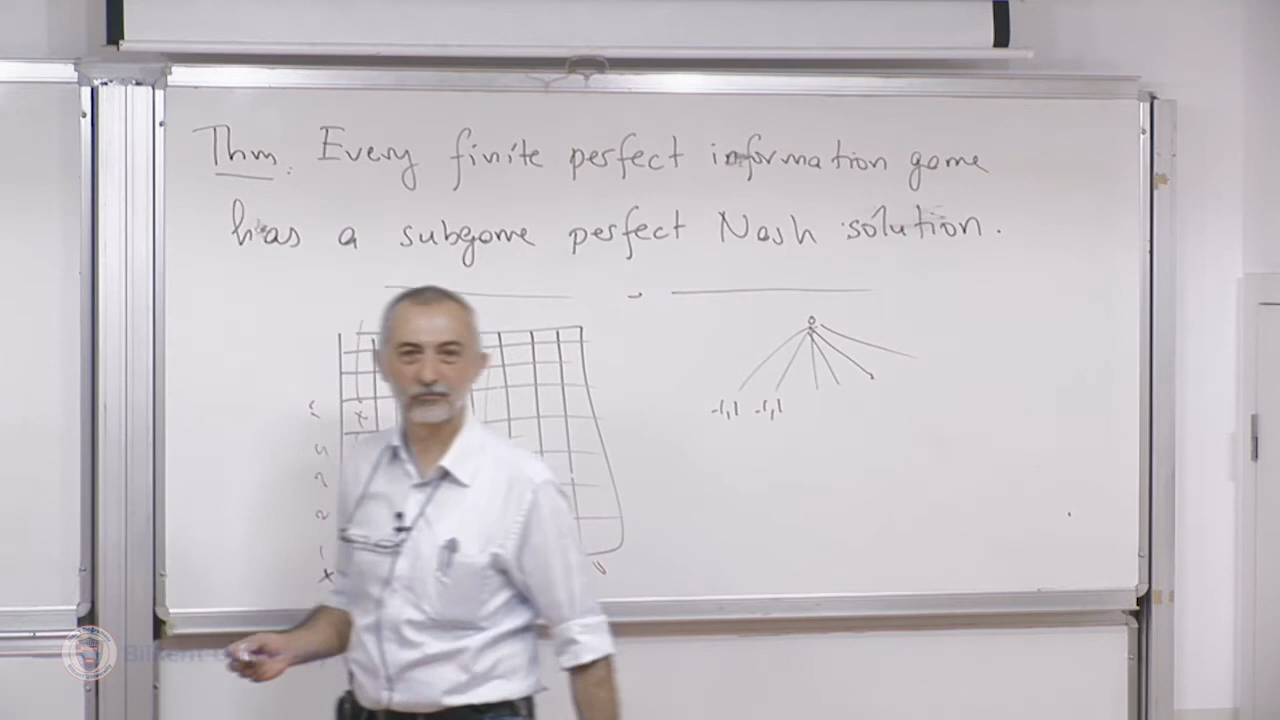 Thm. Every finite perfect information game
has a subgame perfect Nash solution.
-1,1 -1,1
x